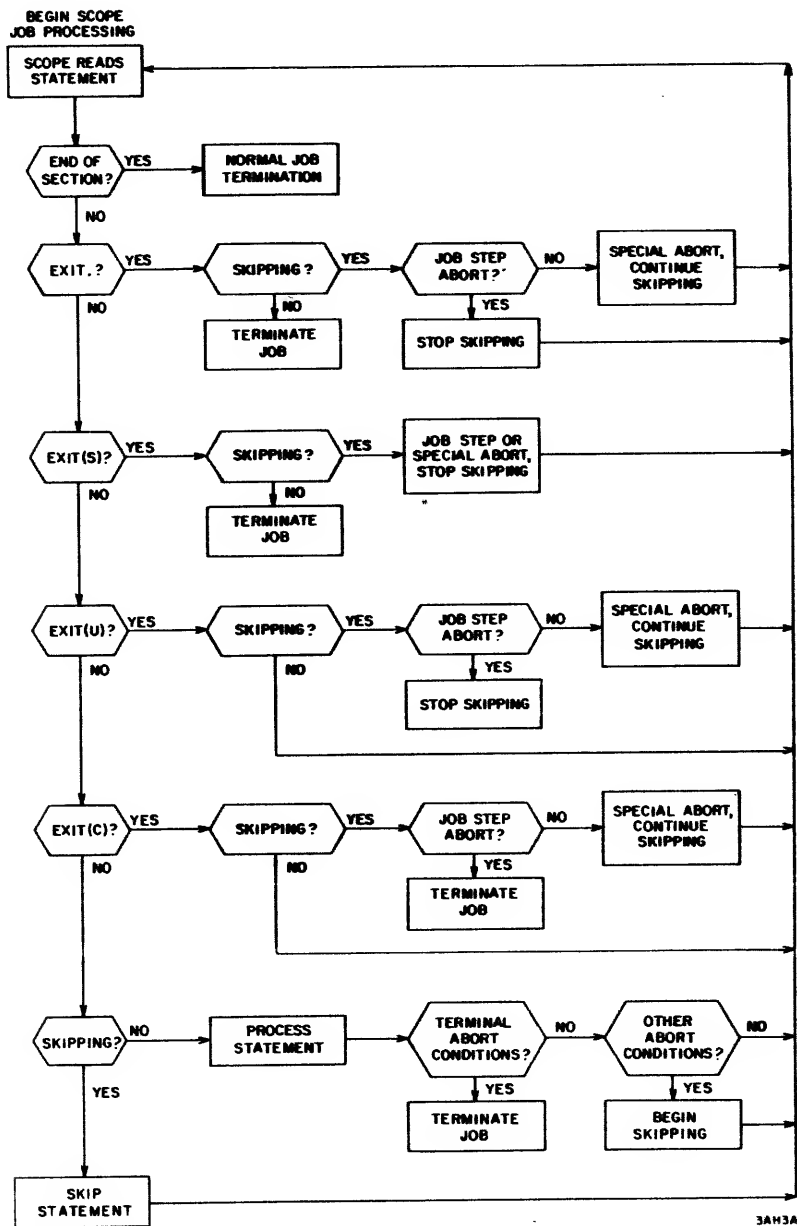 BEGIN SCOPE
JOB PROCESSING
SCOPE READS
STATEMENT
END OF
SECTION?
YES
NORMAL JOB
TERMINATION
NO
EXIT.?
YES
SKIPPING?
YES
JOB STEP
ABORT?
NO
SPECIAL ABORT,
CONTINUE
SKIPPING
NO
NO
YES
TERMINATE
JOB
STOP SKIPPING
EXIT(S)?
YES
SKIPPING?
YES
JOB STEP OR
SPECIAL ABORT,
STOP SKIPPING
NO
NO
TERMINATE
JOB
EXIT(U)?
YES
SKIPPING?
YES
JOB STEP
ABORT?
NO
SPECIAL ABORT,
CONTINUE
SKIPPING
NO
NO
YES
STOP SKIPPING
EXIT(C)?
YES
SKIPPING?
YES
JOB STEP
ABORT?
NO
SPECIAL ABORT,
CONTINUE
SKIPPING
NO
NO
YES
TERMINATE
JOB
SKIPPING?
NO
PROCESS
STATEMENT
TERMINAL
ABORT
CONDITIONS?
NO
OTHER
ABORT
CONDITIONS?
NO
YES
YES
YES
TERMINATE
JOB
BEGIN
SKIPPING
SKIP
STATEMENT
3AH3A